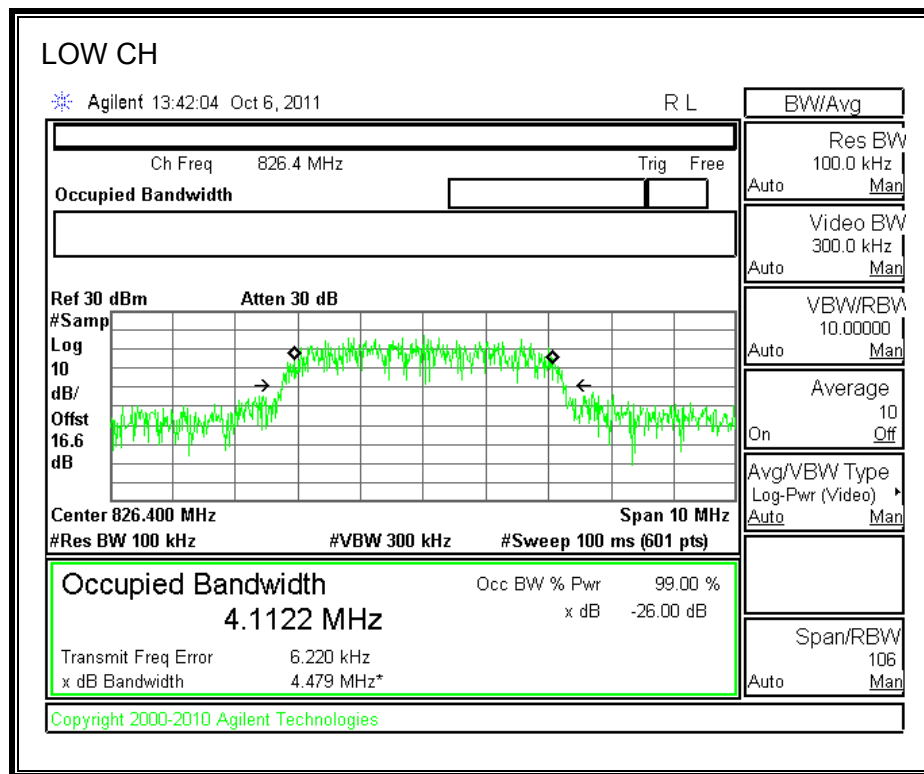 LOW CH
Agilent 13:42:04 Oct 6, 2011 R L
Ch Freq 826.4 MHz Trig Free
Occupied Bandwidth
Ref 30 dBm Atten 30 dB
#Samp
Log
10
dB/
Offst
16.6
dB
Center 826.400 MHz Span 10 MHz
#Res BW 100 kHz #VBW 300 kHz #Sweep 100 ms (601 pts)
Occupied Bandwidth
4.1122 MHz
Occ BW % Pwr 99.00 %
x dB -26.00 dB
Transmit Freq Error 6.220 kHz
x dB Bandwidth 4.479 MHz*
Copyright 2000-2010 Agilent Technologies
BW/Avg
Res BW
100.0 kHz
Auto Man
Video BW
300.0 kHz
Auto Man
VBW/RBW
10.00000
Auto Man
Average
10
On Off
Avg/VBW Type
Log-Pwr (Video)
Auto Man
Span/RBW
106
Auto Man